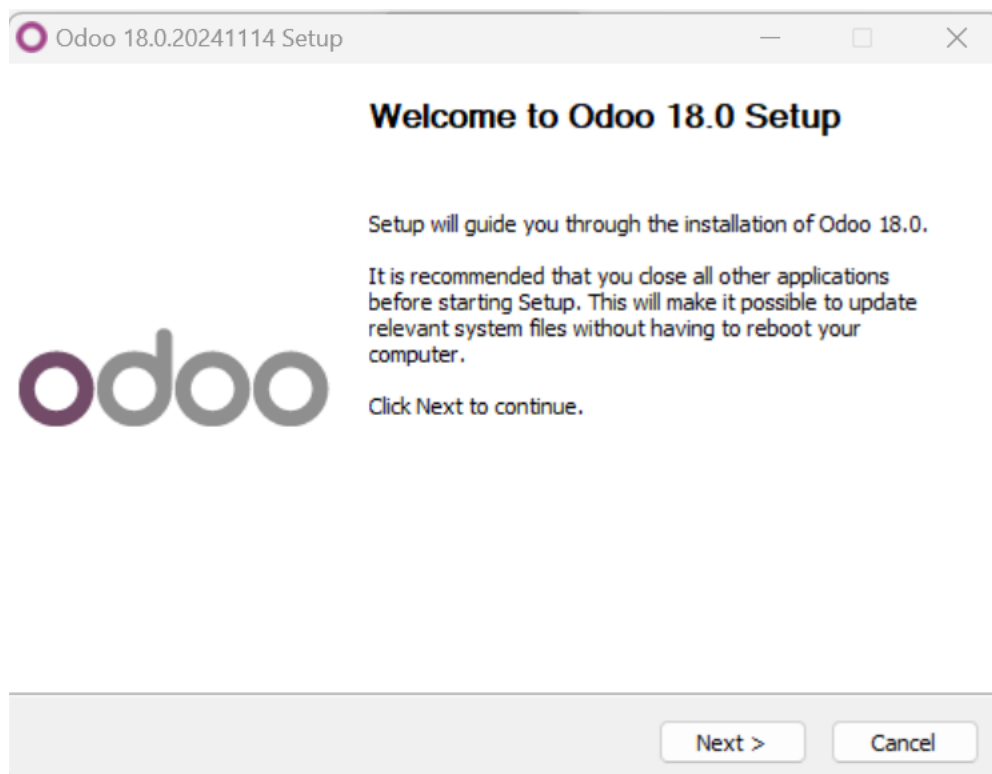 Odoo 18.0.20241114 Setup
Welcome to Odoo 18.0 Setup
Setup will guide you through the installation of Odoo 18.0.
It is recommended that you close all other applications
before starting Setup. This will make it possible to update
relevant system files without having to reboot your
computer.
odoo
Click Next to continue.
Next >
Cancel